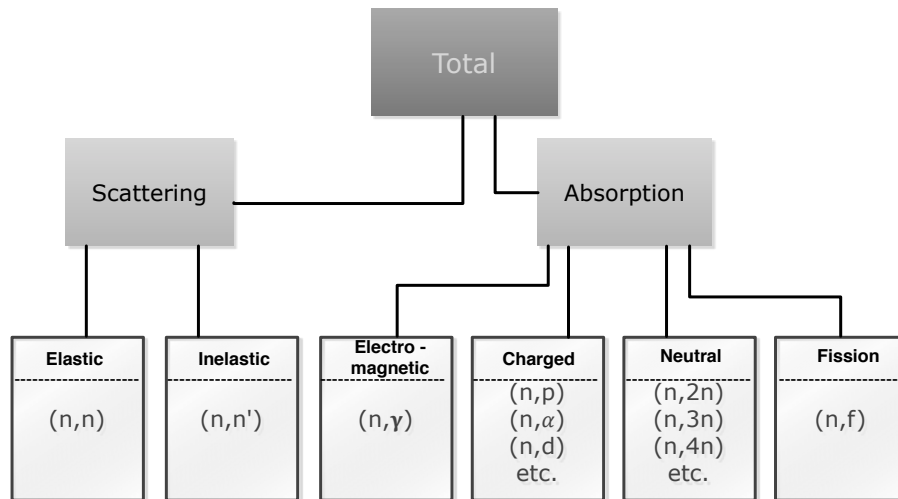 Total
Scattering
Absorption
Elastic
(n,n)
Inelastic
(n,n')
Electro -
magnetic
(n,γ)
Charged
(n,p)
(n,α)
(n,d)
etc.
Neutral
(n,2n)
(n,3n)
(n,4n)
etc.
Fission
(n,f)